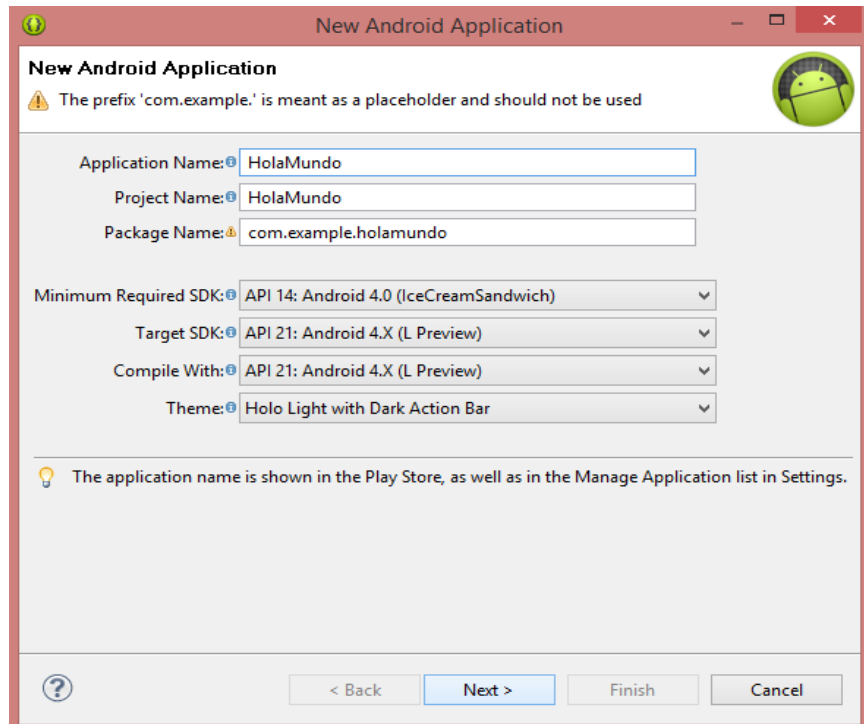 New Android Application
New Android Application
The prefix 'com.example.' is meant as a placeholder and should not be used
Application Name: HolaMundo
Project Name: HolaMundo
Package Name: com.example.holamundo
Minimum Required SDK: API 14: Android 4.0 (IceCreamSandwich)
Target SDK: API 21: Android 4.X (L Preview)
Compile With: API 21: Android 4.X (L Preview)
Theme: Holo Light with Dark Action Bar
The application name is shown in the Play Store, as well as in the Manage Application list in Settings.
? < Back Next > Finish Cancel